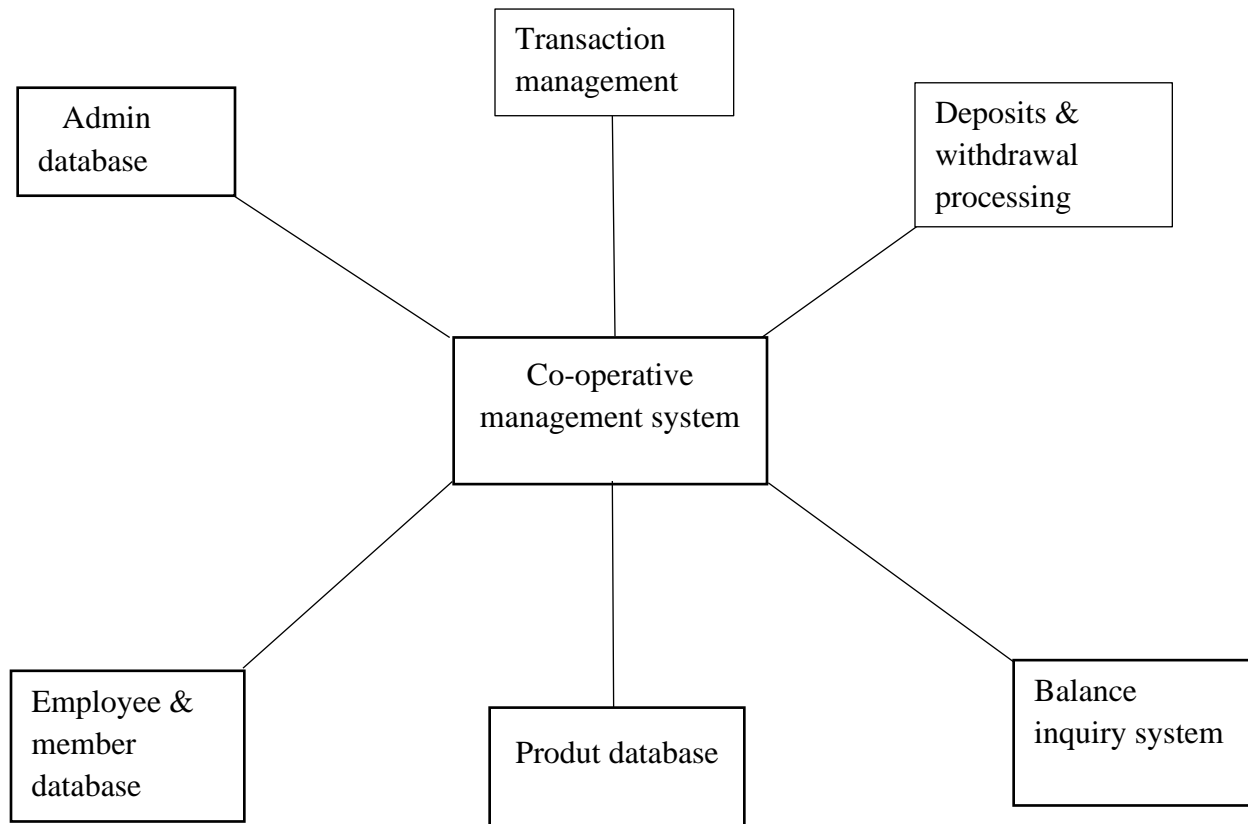 Transaction
management
Admin
database
Deposits &
withdrawal
processing
Co-operative
management system
Employee &
member
database
Produt database
Balance
inquiry system